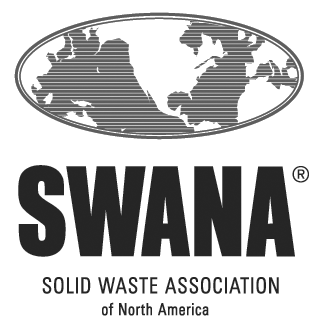 SWANA®
SOLID WASTE ASSOCIATION
of North America